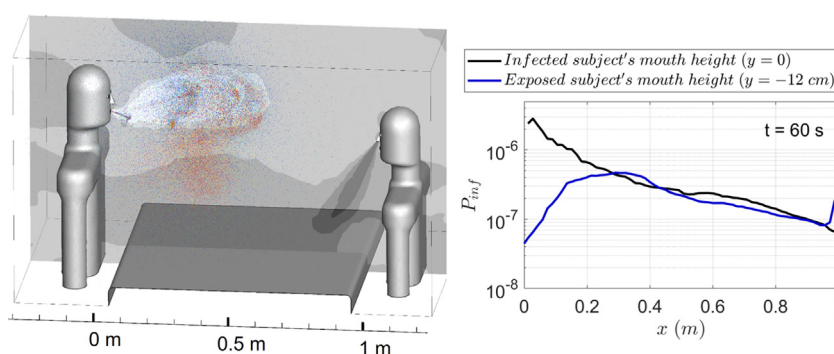 0 m
0.5 m
1 m
Infected subject's mouth height (y = 0)
Exposed subject's mouth height (y = −12 cm)
t = 60 s
P_inf
10^-6
10^-7
10^-8
0
0.2
0.4
0.6
0.8
x (m)